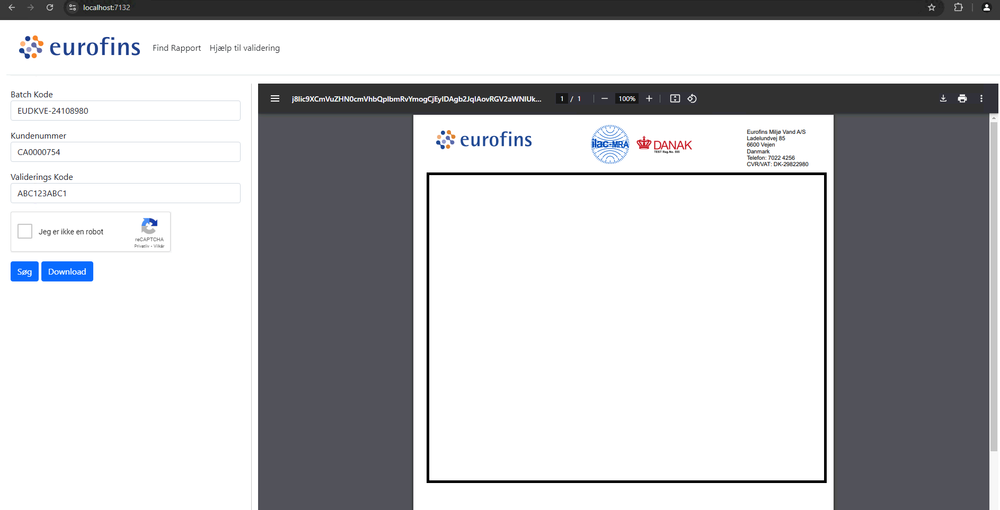 localhost:7132
eurofins
Find Rapport
Hjælp til validering
Batch Kode
EUDKVE-24108980
Kundenummer
CA0000754
Validerings Kode
ABC123ABC1
Jeg er ikke en robot
reCAPTCHA
Privatliv - Vilkår
Søg
Download
1 / 1
100%
eurofins
ilac-MRA
DANAK
TEST Reg.No. 555
Eurofins Miljø Vand A/S
Ladelundvej 85
6600 Vejen
Danmark
Telefon: 7022 4256
CVR/VAT: DK-29822980